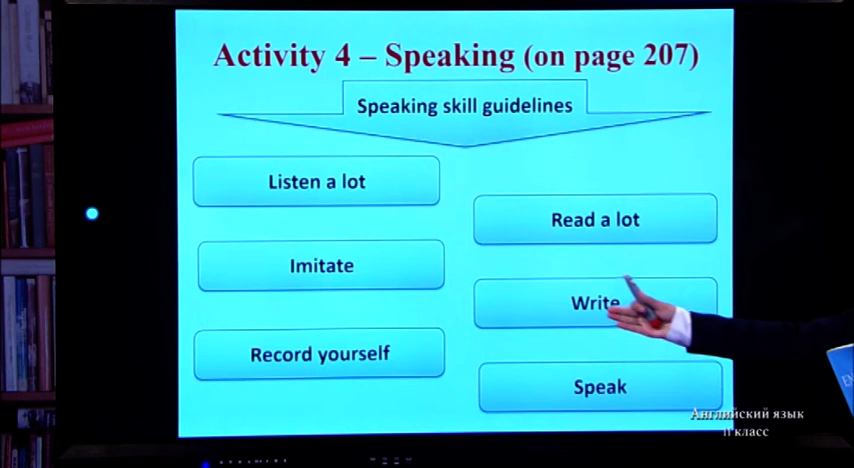 Activity 4 – Speaking (on page 207)
Speaking skill guidelines
Listen a lot
Read a lot
Imitate
Write
Record yourself
Speak
Английский язык
11 класс